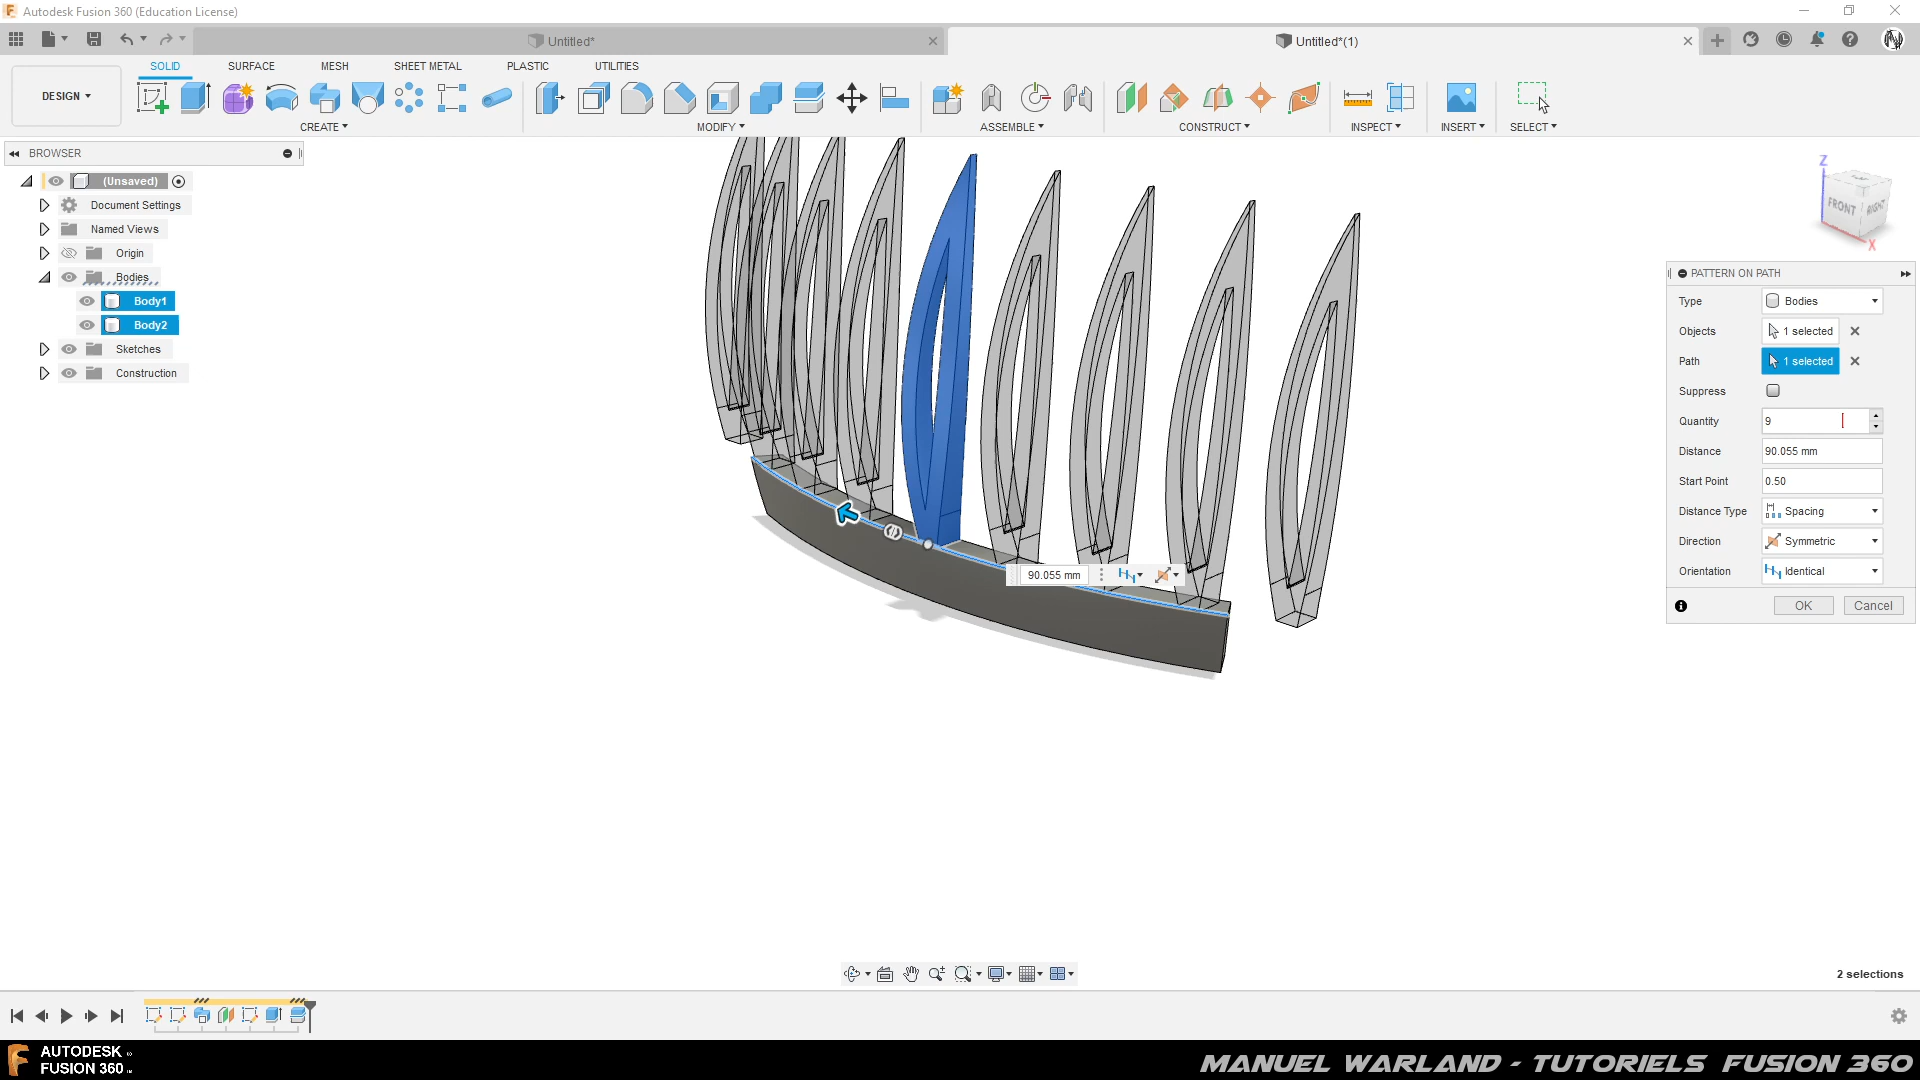 Autodesk Fusion 360 (Education License)
Untitled*
Untitled*(1)
DESIGN
SOLID
SURFACE
MESH
SHEET METAL
PLASTIC
UTILITIES
CREATE
MODIFY
ASSEMBLE
CONSTRUCT
INSPECT
INSERT
SELECT
BROWSER
(Unsaved)
Document Settings
Named Views
Origin
Bodies
Body1
Body2
Sketches
Construction
Z
FRONT
RIGHT
X
PATTERN ON PATH
Type
Bodies
Objects
1 selected
Path
1 selected
Suppress
Quantity
9
Distance
90.055 mm
Start Point
0.50
Distance Type
Spacing
Direction
Symmetric
Orientation
Identical
OK
Cancel
90.055 mm
2 selections
AUTODESK
FUSION 360
MANUEL WARLAND - TUTORIELS FUSION 360